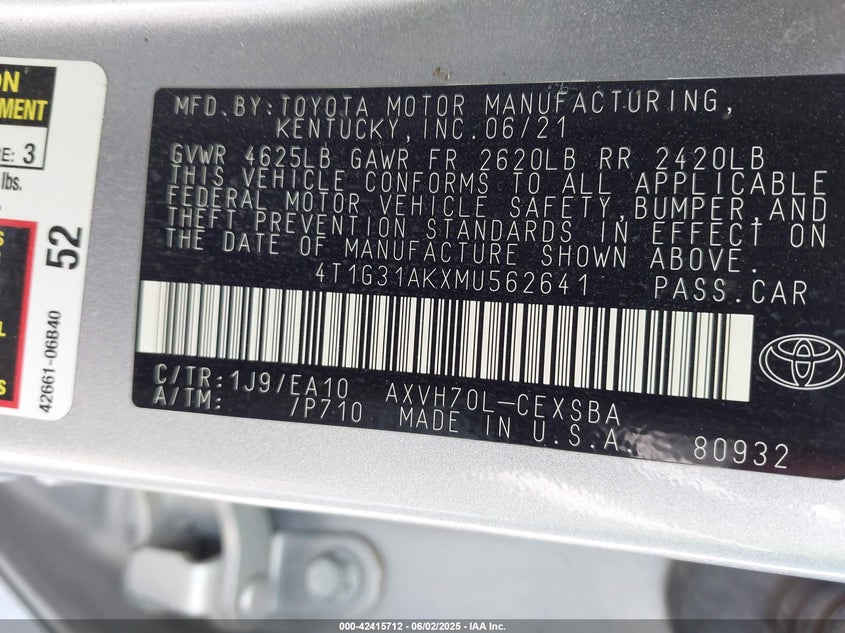 ON
MENT
E: 3
lbs.
S
L
s
52
42661-06B40
MFD.BY:TOYOTA MOTOR MANUFACTURING,
KENTUCKY,INC.06/21
GVWR 4625LB GAWR FR 2620LB RR 2420LB
THIS VEHICLE CONFORMS TO ALL APPLICABLE
FEDERAL MOTOR VEHICLE SAFETY,BUMPER,AND
THEFT PREVENTION STANDARDS IN EFFECT ON
THE DATE OF MANUFACTURE SHOWN ABOVE.
4T1G31AKXMU562641 PASS.CAR
C/TR:1J9/EA10 AXVH70L-CEXSBA
A/TM: /P710 MADE IN U.S.A. 80932
000-42415712 - 06/02/2025 - IAA Inc.